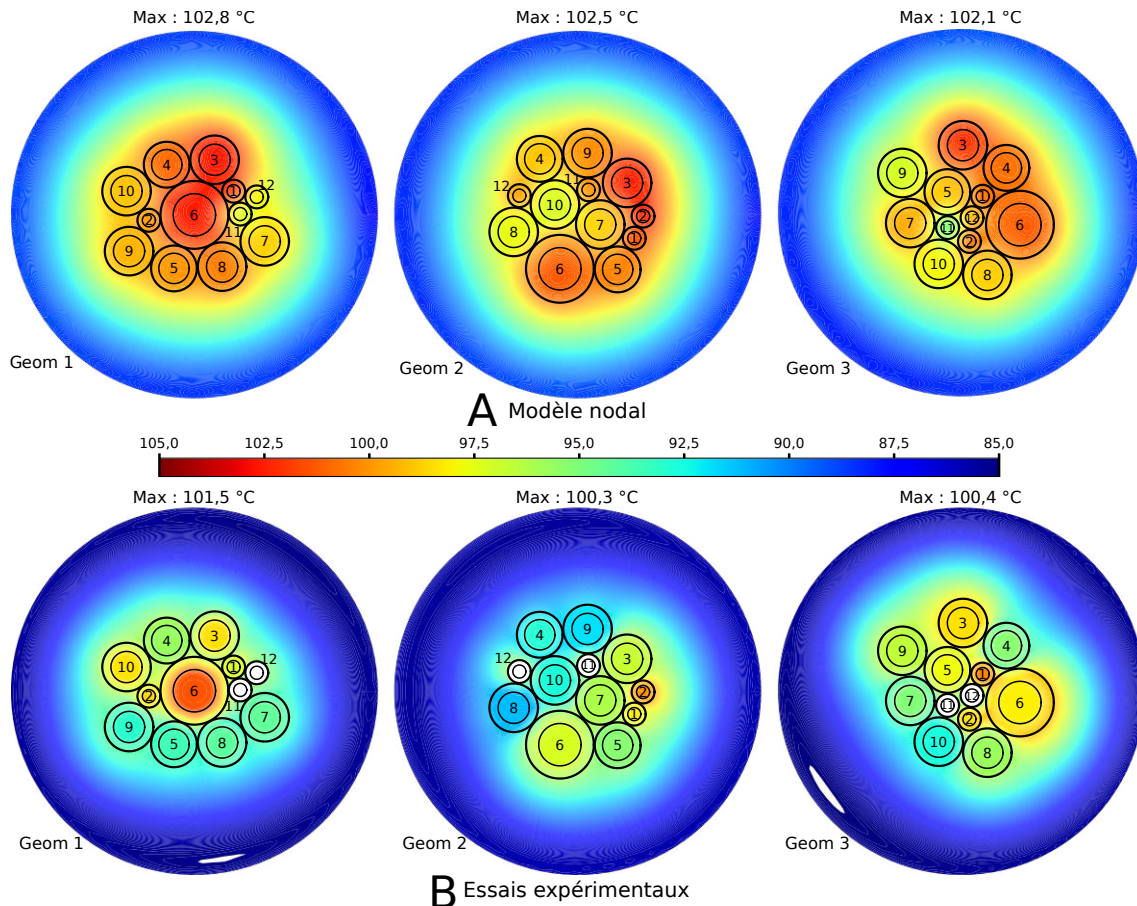 Max : 102,8 °C Max : 102,5 °C Max : 102,1 °C
4 3 10 1 12 2 6 11 9 7 5 8
4 9 12 11 3 10 2 8 7 1 6 5
3 9 4 5 1 12 7 11 6 2 10 8
Geom 1 Geom 2 Geom 3
A Modèle nodal
105,0 102,5 100,0 97,5 95,0 92,5 90,0 87,5 85,0
Max : 101,5 °C Max : 100,3 °C Max : 100,4 °C
4 3 10 1 12 2 6 11 9 7 5 8
4 9 12 11 3 10 2 8 7 1 6 5
3 9 4 5 1 12 7 11 6 2 10 8
Geom 1 Geom 2 Geom 3
B Essais expérimentaux